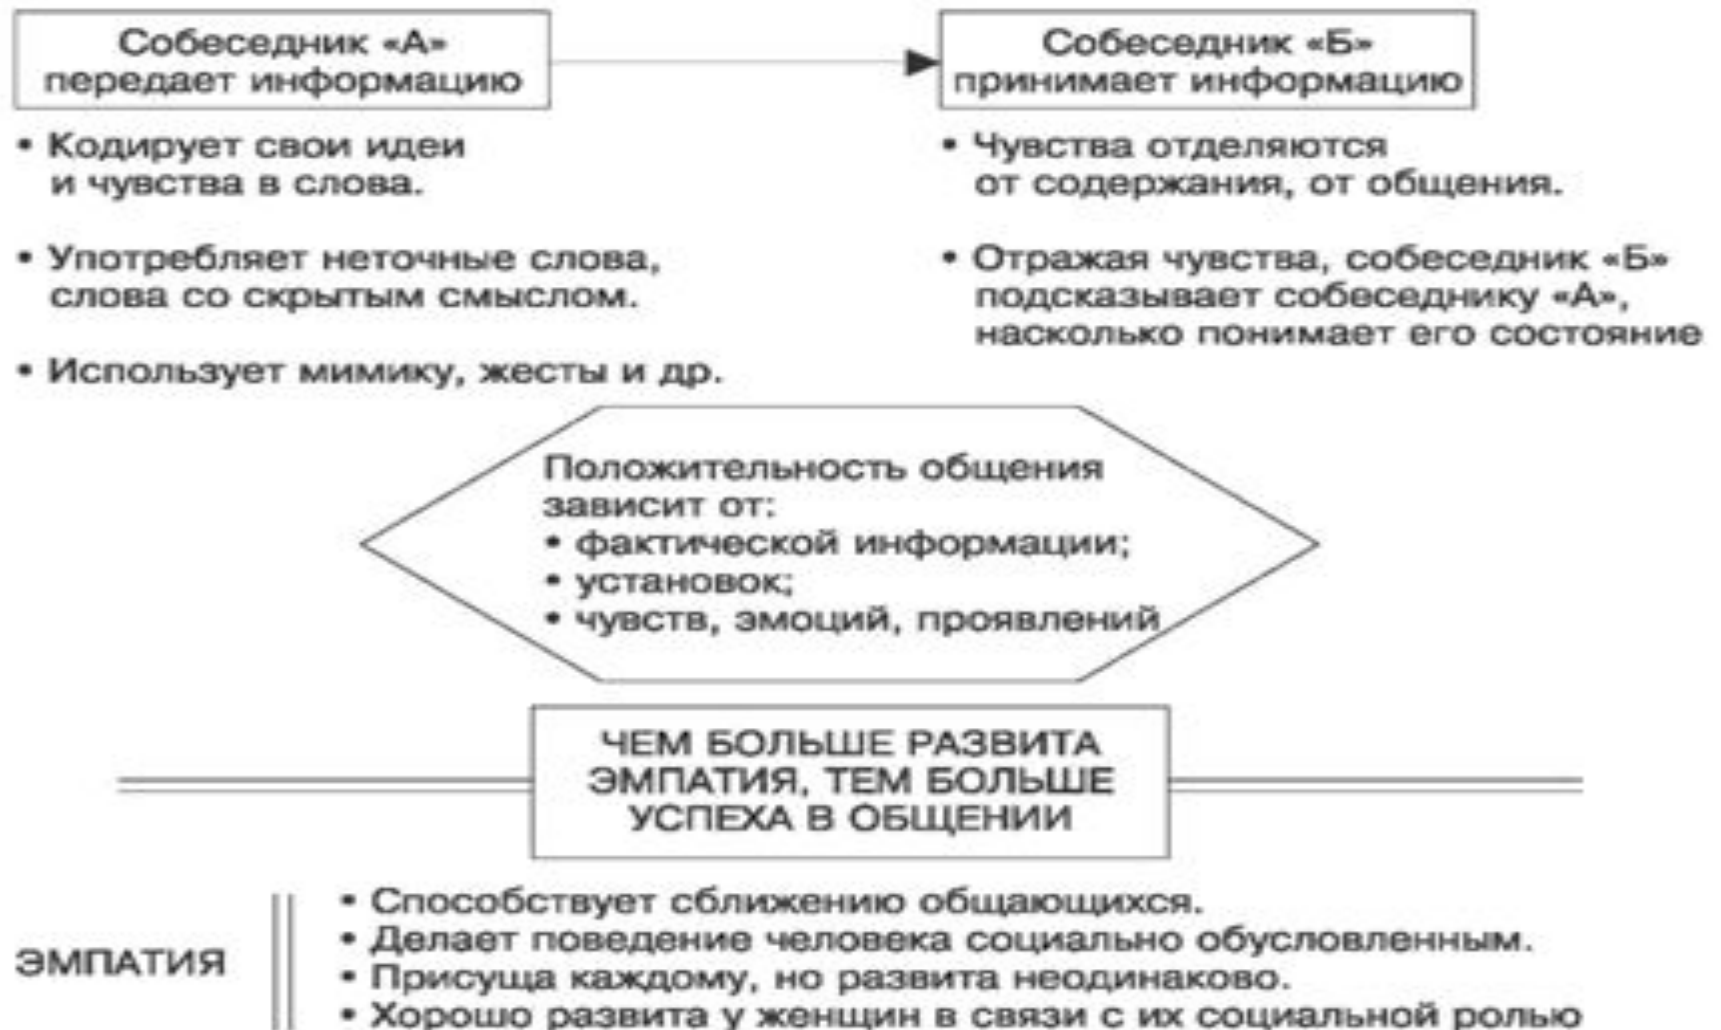 Собеседник «А»
передает информацию
Собеседник «Б»
принимает информацию
• Кодирует свои идеи
и чувства в слова.
• Употребляет неточные слова,
слова со скрытым смыслом.
• Использует мимику, жесты и др.
• Чувства отделяются
от содержания, от общения.
• Отражая чувства, собеседник «Б»
подсказывает собеседнику «А»,
насколько понимает его состояние
Положительность общения
зависит от:
• фактической информации;
• установок;
• чувств, эмоций, проявлений
ЧЕМ БОЛЬШЕ РАЗВИТА
ЭМПАТИЯ, ТЕМ БОЛЬШЕ
УСПЕХА В ОБЩЕНИИ
ЭМПАТИЯ
• Способствует сближению общающихся.
• Делает поведение человека социально обусловленным.
• Присуща каждому, но развита неодинаково.
• Хорошо развита у женщин в связи с их социальной ролью